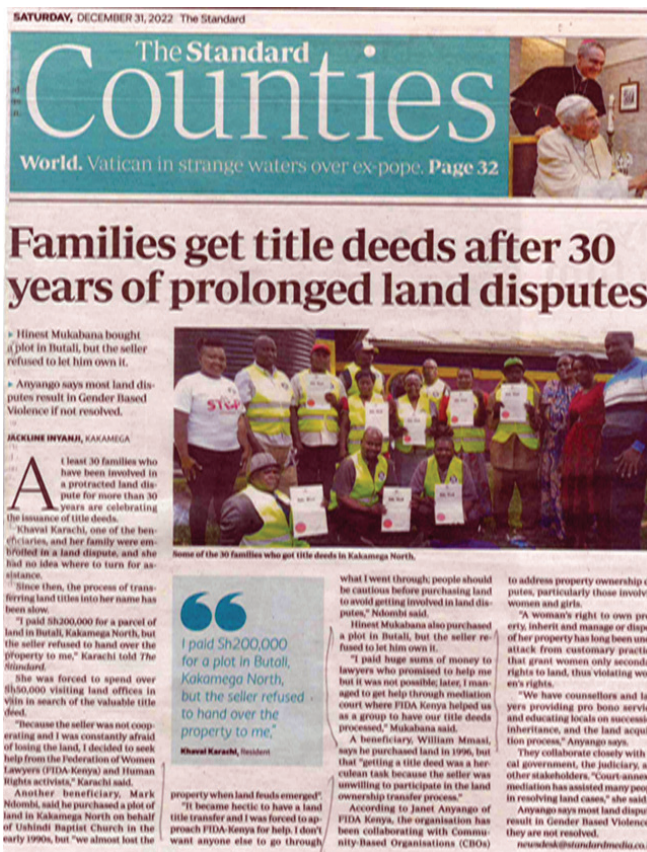 SATURDAY, DECEMBER 31, 2022 The Standard
The Standard
Counties
World. Vatican in strange waters over ex-pope. Page 32
Families get title deeds after 30
years of prolonged land disputes
Hinest Mukabana bought
a plot in Butali, but the seller
refused to let him own it.
Anyango says most land dis-
putes result in Gender Based
Violence if not resolved.
JACKLINE INYANJI, KAKAMEGA
At least 30 families who
have been involved in
a protracted land dis-
pute for more than 30
years are celebrating
the issuance of title deeds.
Khaval Karachi, one of the ben-
eficiaries, and her family were em-
broiled in a land dispute, and she
had no idea where to turn for as-
sistance.
Since then, the process of trans-
ferring land titles into her name has
been slow.
"I paid Sh200,000 for a parcel of
land in Butali, Kakamega North, but
the seller refused to hand over the
property to me," Karachi told The
Standard.
She was forced to spend over
Sh50,000 visiting land offices in
vain in search of the valuable title
deed.
"Because the seller was not coop-
erating and I was constantly afraid
of losing the land, I decided to seek
help from the Federation of Women
Lawyers (FIDA-Kenya) and Human
Rights activists," Karachi said.
Another beneficiary, Mark
Ndombi, said he purchased a plot of
land in Kakamega North on behalf
of Ushindi Baptist Church in the
early 1990s, but "we almost lost the
STOP
Some of the 30 families who got title deeds in Kakamega North.
I paid Sh200,000
for a plot in Butali,
Kakamega North,
but the seller refused
to hand over the
property to me,"
Khaval Karachi, Resident
property when land feuds emerged".
"It became hectic to have a land
title transfer and I was forced to ap-
proach FIDA-Kenya for help. I don't
want anyone else to go through
what I went through; people should
be cautious before purchasing land
to avoid getting involved in land dis-
putes," Ndombi said.
Hinest Mukabana also purchased
a plot in Butali, but the seller re-
fused to let him own it.
"I paid huge sums of money to
lawyers who promised to help me
but it was not possible; later, I man-
aged to get help through mediation
court where FIDA Kenya helped us
as a group to have our title deeds
processed," Mukabana said.
A beneficiary, William Mmasi,
says he purchased land in 1996, but
that "getting a title deed was a her-
culean task because the seller was
unwilling to participate in the land
ownership transfer process."
According to Janet Anyango of
FIDA Kenya, the organisation has
been collaborating with Commu-
nity-Based Organisations (CBOs)
to address property ownership
putes, particularly those involv
women and girls.
"A woman's right to own pro
erty, inherit and manage or dispo
of her property has long been und
attack from customary practic
that grant women only second
rights to land, thus violating wo
en's rights.
"We have counsellors and la
yers providing pro bono servic
and educating locals on successio
inheritance, and the land acqu
tion process," Anyango says.
They collaborate closely with
cal government, the judiciary, a
other stakeholders. "Court-annex
mediation has assisted many peo
in resolving land cases," she said
Anyango says most land dispu
result in Gender Based Violence
they are not resolved.
newsdesk@standardmedia.co.